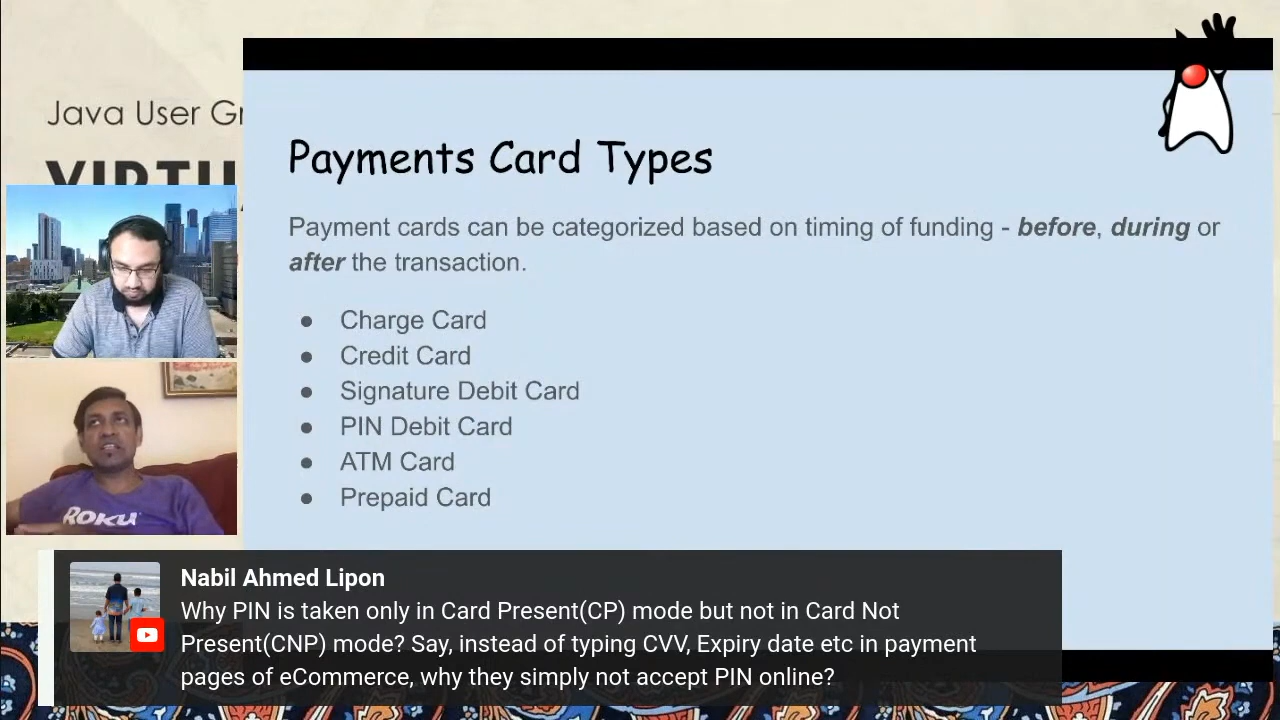 Java User Gr
VIRTU
Payments Card Types
Payment cards can be categorized based on timing of funding - before, during or
after the transaction.
● Charge Card
● Credit Card
● Signature Debit Card
● PIN Debit Card
● ATM Card
● Prepaid Card
ROKU
Nabil Ahmed Lipon
Why PIN is taken only in Card Present(CP) mode but not in Card Not
Present(CNP) mode? Say, instead of typing CVV, Expiry date etc in payment
pages of eCommerce, why they simply not accept PIN online?